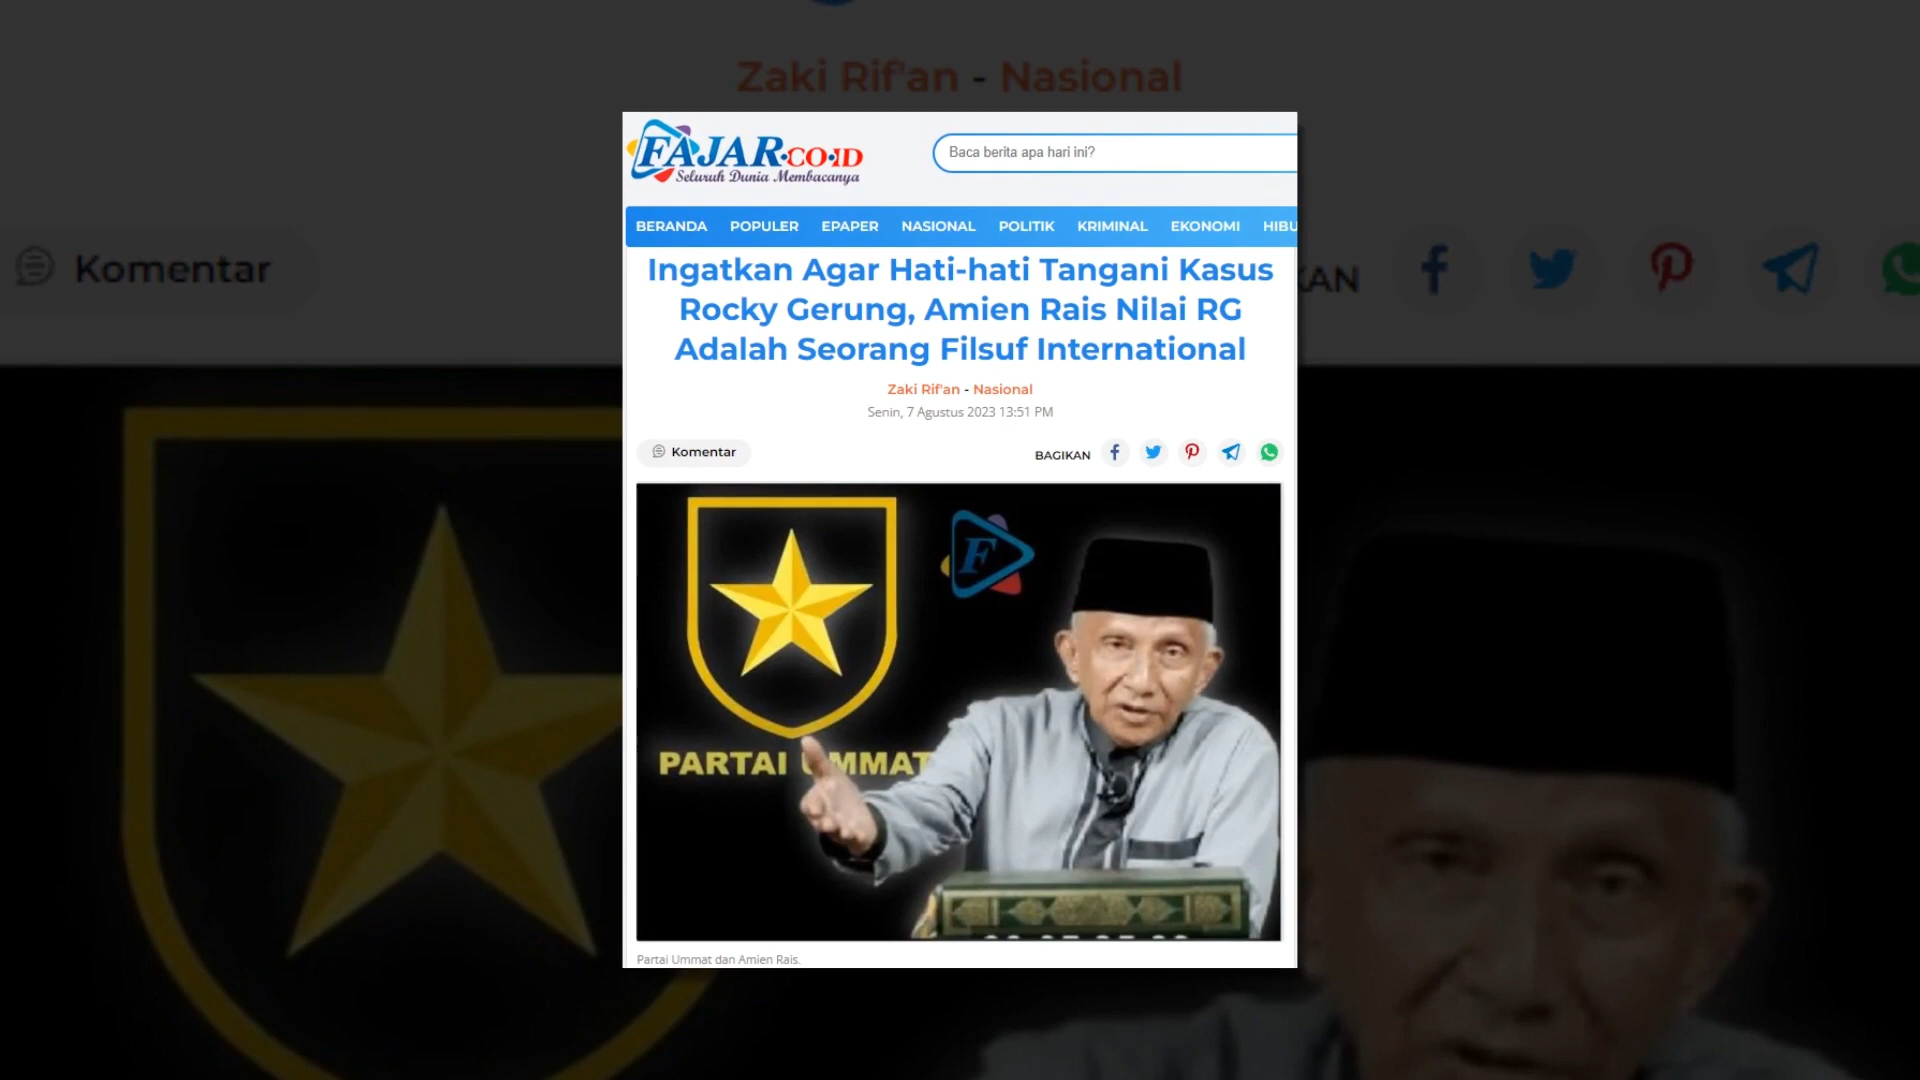 Zaki Rif'an - Nasional
FAJAR.CO.ID
Seluruh Dunia Membacanya
Baca berita apa hari ini?
BERANDA POPULER EPAPER NASIONAL POLITIK KRIMINAL EKONOMI HIBU
Ingatkan Agar Hati-hati Tangani Kasus
Rocky Gerung, Amien Rais Nilai RG
Adalah Seorang Filsuf International
Zaki Rif'an - Nasional
Senin, 7 Agustus 2023 13:51 PM
Komentar
KAN
Komentar
BAGIKAN
F
PARTAI UMMAT
Partai Ummat dan Amien Rais.